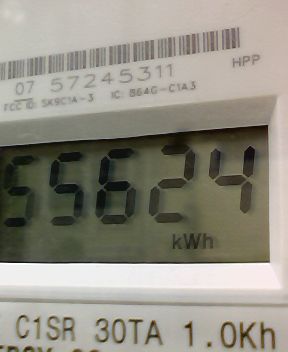 07 57245311
HPP
FCC ID: SK9C1A-3 IC: 864G-C1A3
55624
kWh
C1SR 30TA 1.0Kh